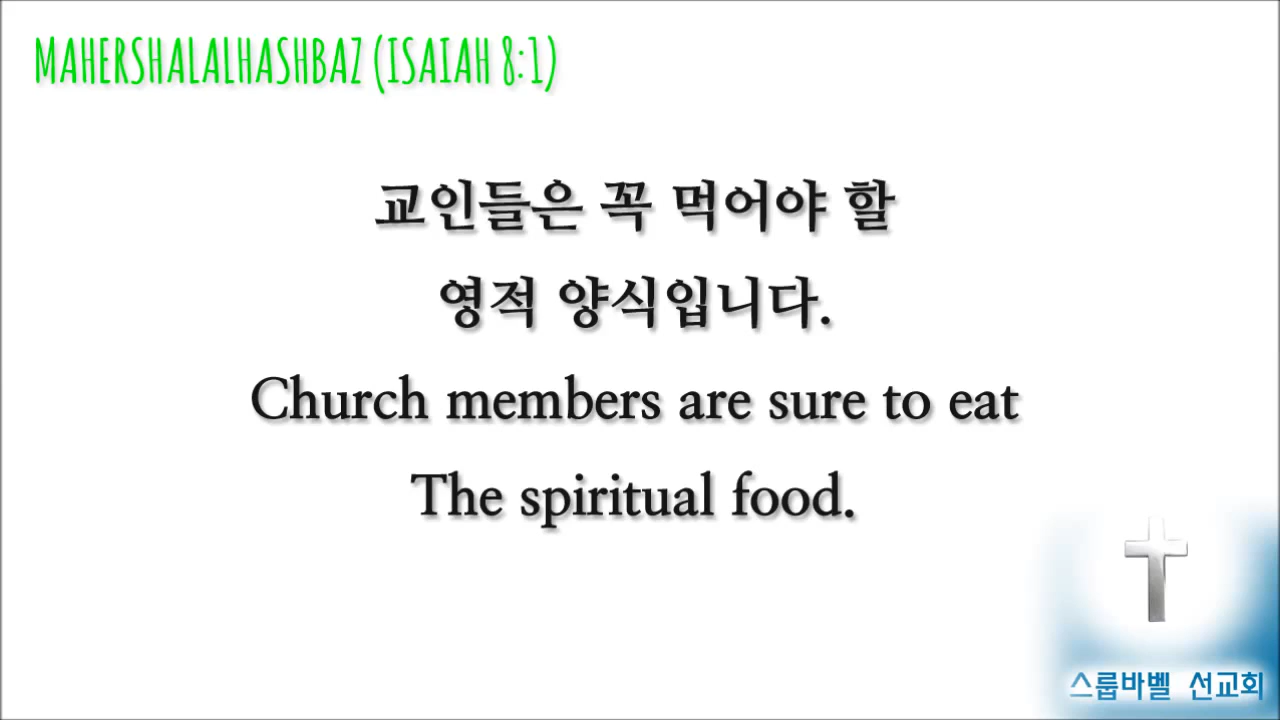 MAHERSHALALHASHBAZ (ISAIAH 8:1)
교인들은 꼭 먹어야 할
영적 양식입니다.
Church members are sure to eat
The spiritual food.
스룹바벨 선교회